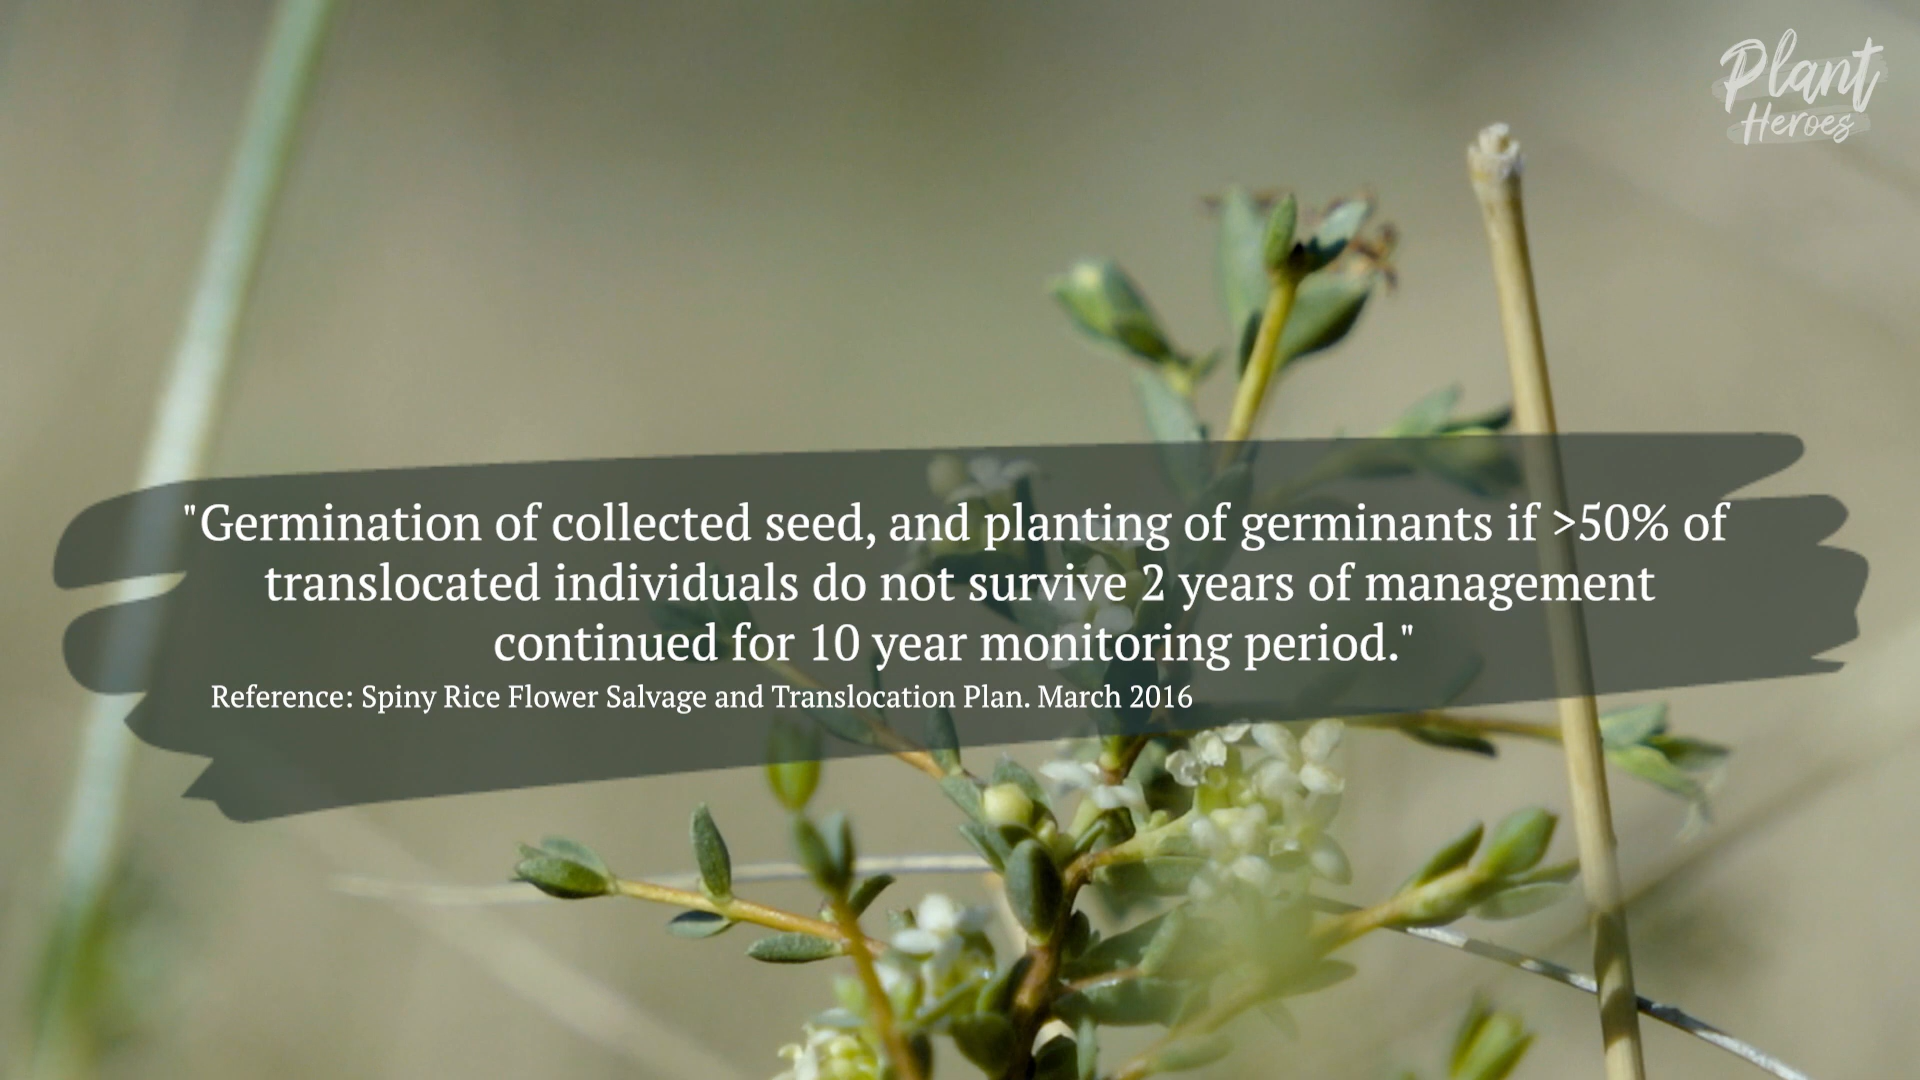 Plant
Heroes
"Germination of collected seed, and planting of germinants if >50% of
translocated individuals do not survive 2 years of management
continued for 10 year monitoring period."
Reference: Spiny Rice Flower Salvage and Translocation Plan. March 2016